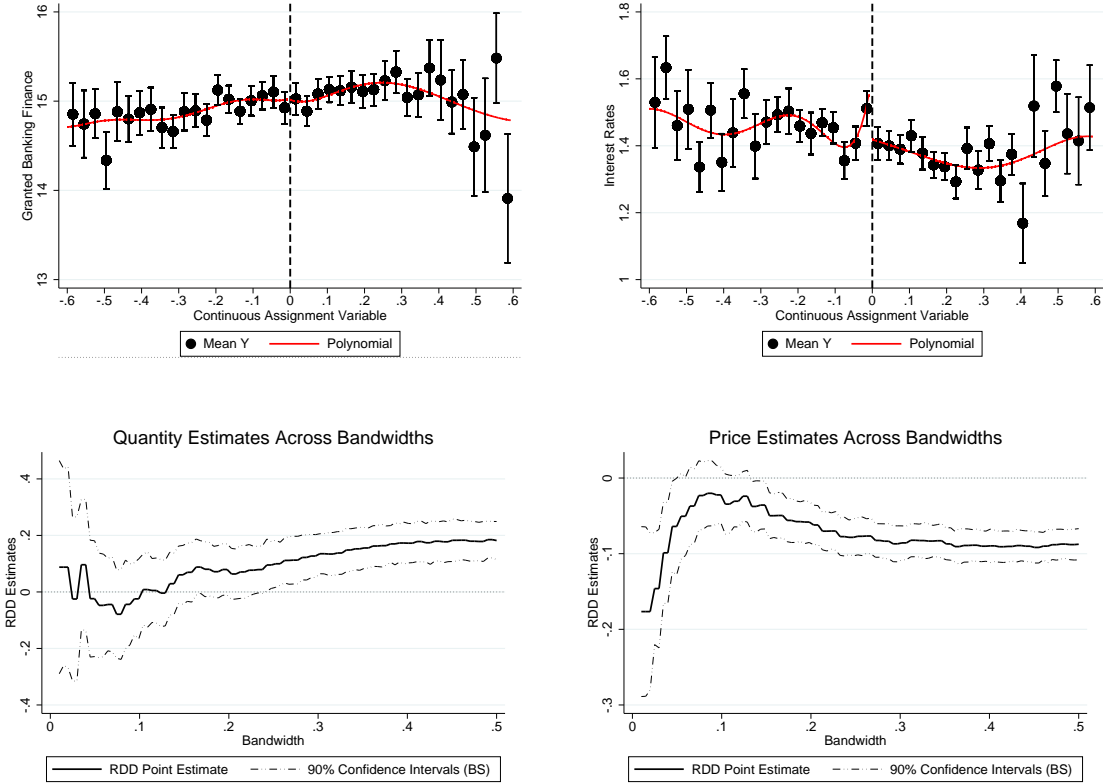 Granted Banking Finance
16
15
14
13
-.6 -.5 -.4 -.3 -.2 -.1 0 .1 .2 .3 .4 .5 .6
Continuous Assignment Variable
Mean Y Polynomial
Interest Rates
1.8
1.6
1.4
1.2
1
-.6 -.5 -.4 -.3 -.2 -.1 0 .1 .2 .3 .4 .5 .6
Continuous Assignment Variable
Mean Y Polynomial
Quantity Estimates Across Bandwidths
RDD Estimates
.4
.2
0
-.2
-.4
0 .1 .2 .3 .4 .5
Bandwidth
RDD Point Estimate 90% Confidence Intervals (BS)
Price Estimates Across Bandwidths
RDD Estimates
0
-.1
-.2
-.3
0 .1 .2 .3 .4 .5
Bandwidth
RDD Point Estimate 90% Confidence Intervals (BS)